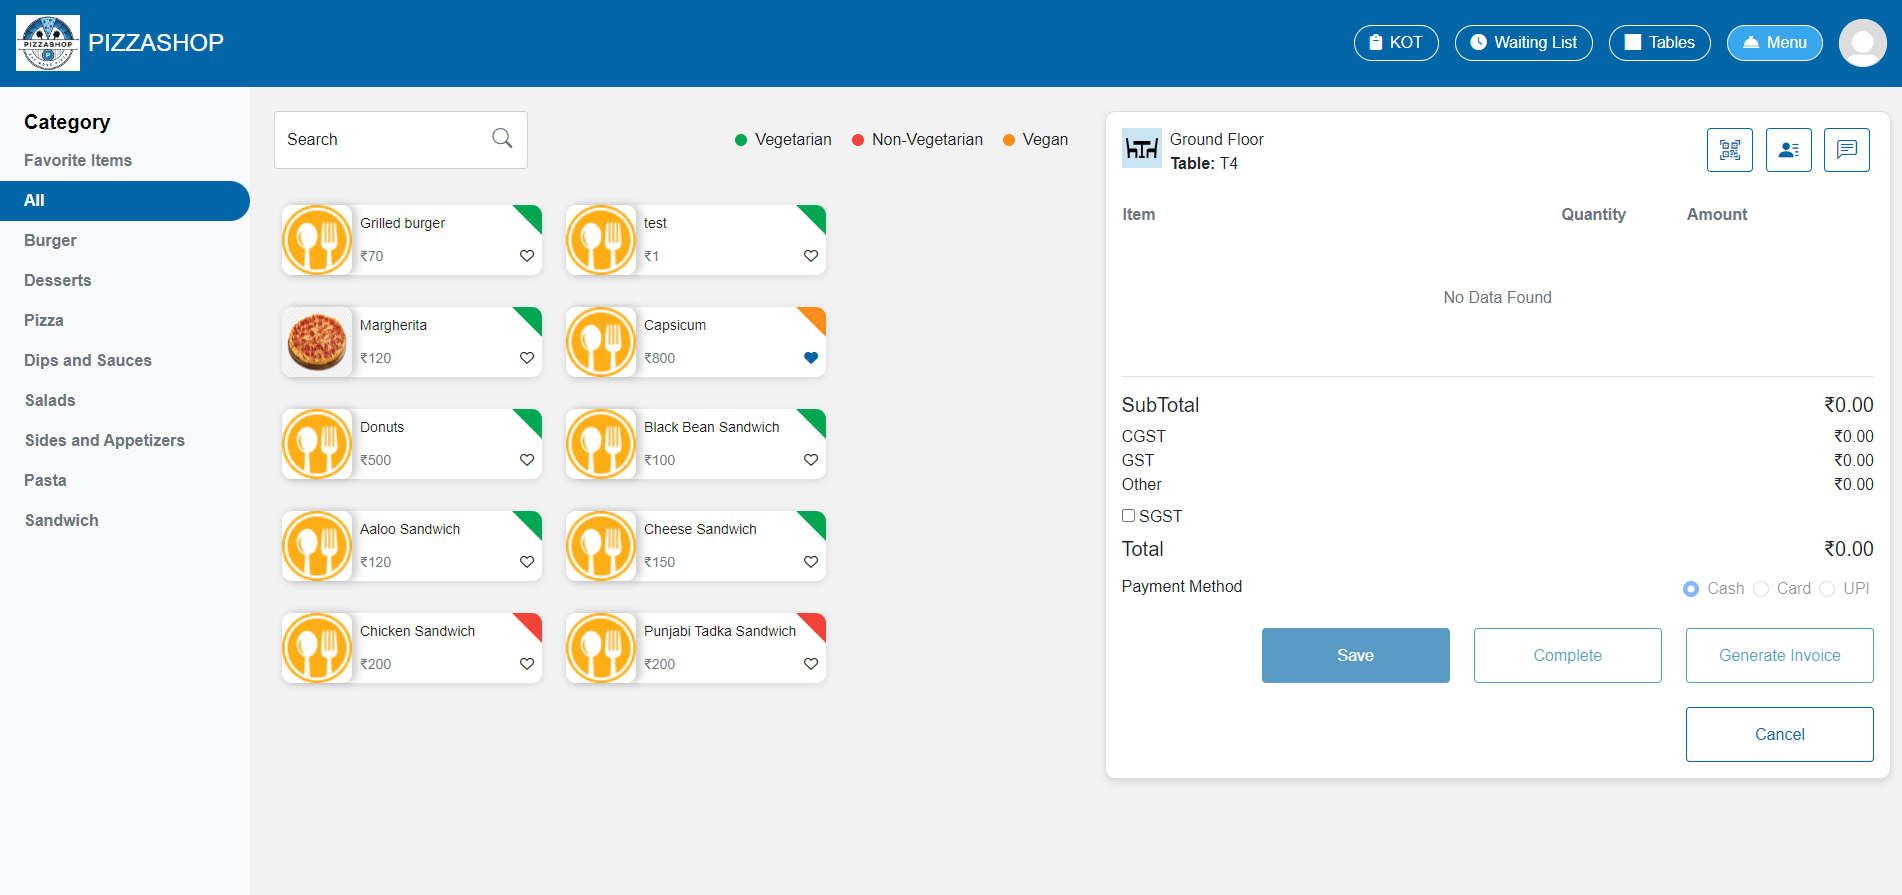 PIZZASHOP
PIZZASHOP
KOT
Waiting List
Tables
Menu
Category
Favorite Items
All
Burger
Desserts
Pizza
Dips and Sauces
Salads
Sides and Appetizers
Pasta
Sandwich
Search
Vegetarian
Non-Vegetarian
Vegan
Grilled burger
₹70
test
₹1
Margherita
₹120
Capsicum
₹800
Donuts
₹500
Black Bean Sandwich
₹100
Aaloo Sandwich
₹120
Cheese Sandwich
₹150
Chicken Sandwich
₹200
Punjabi Tadka Sandwich
₹200
Ground Floor
Table: T4
Item Quantity Amount
No Data Found
SubTotal ₹0.00
CGST ₹0.00
GST ₹0.00
Other ₹0.00
SGST
Total ₹0.00
Payment Method Cash Card UPI
Save
Complete
Generate Invoice
Cancel